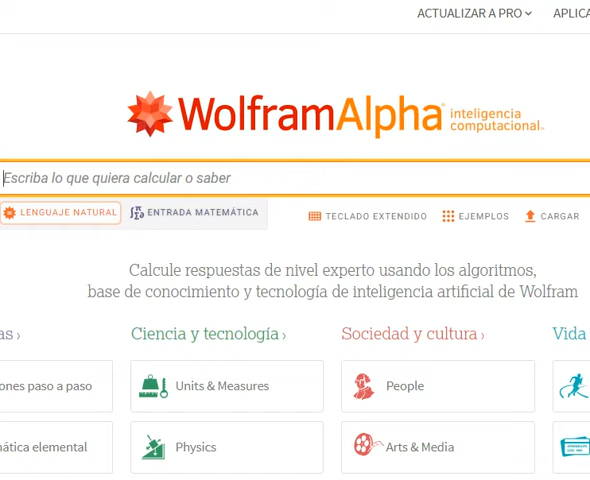 ACTUALIZAR A PRO
APLICA
WolframAlpha inteligencia
computacional™
Escriba lo que quiera calcular o saber
LENGUAJE NATURAL
ENTRADA MATEMÁTICA
TECLADO EXTENDIDO
EJEMPLOS
CARGAR
Calcule respuestas de nivel experto usando los algoritmos,
base de conocimiento y tecnología de inteligencia artificial de Wolfram
as ›
Ciencia y tecnología ›
Sociedad y cultura ›
Vida
ones paso a paso
Units & Measures
People
ática elemental
Physics
Arts & Media